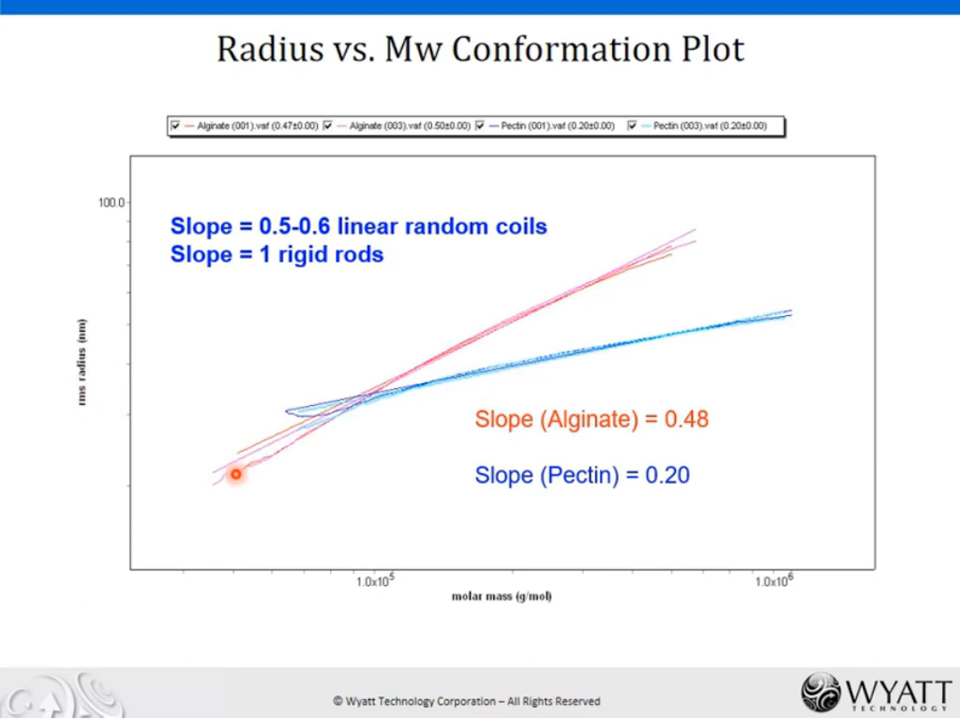 Radius vs. Mw Conformation Plot
Alginate (001).vaf (0.47±0.00) Alginate (003).vaf (0.50±0.00) Pectin (001).vaf (0.20±0.00) Pectin (003).vaf (0.20±0.00)
100.0
Slope = 0.5-0.6 linear random coils
Slope = 1 rigid rods
rms radius (nm)
Slope (Alginate) = 0.48
Slope (Pectin) = 0.20
1.0x10⁵ 1.0x10⁶
molar mass (g/mol)
© Wyatt Technology Corporation – All Rights Reserved
WYATT
TECHNOLOGY